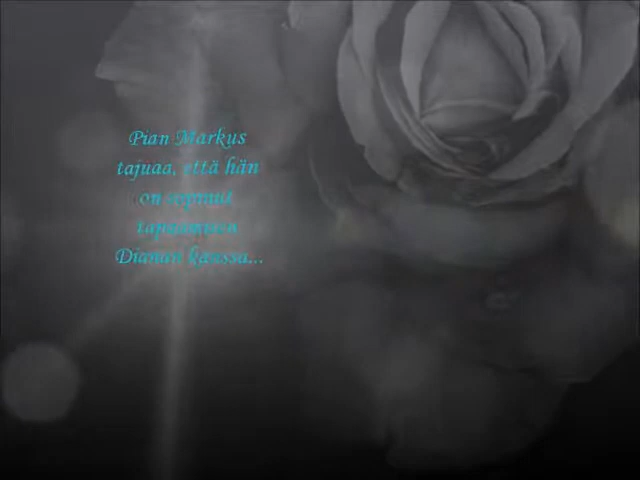 Pian Markus
tajuaa, että hän
on sopinut
tapaamisen
Dianan kanssa...